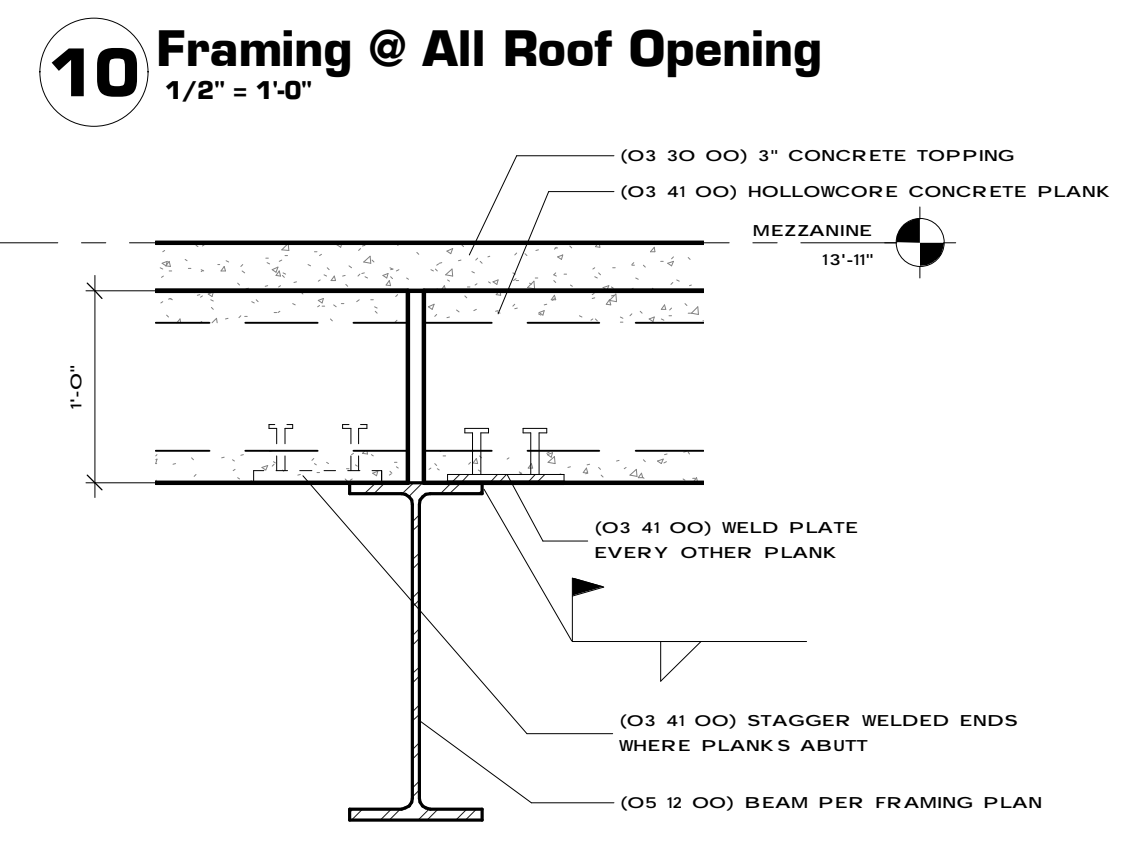 10 Framing @ All Roof Opening
1/2" = 1'-0"
(03 30 00) 3" CONCRETE TOPPING
(03 41 00) HOLLOWCORE CONCRETE PLANK
MEZZANINE
13'-11"
1'-0"
(03 41 00) WELD PLATE
EVERY OTHER PLANK
(03 41 00) STAGGER WELDED ENDS
WHERE PLANKS ABUTT
(05 12 00) BEAM PER FRAMING PLAN